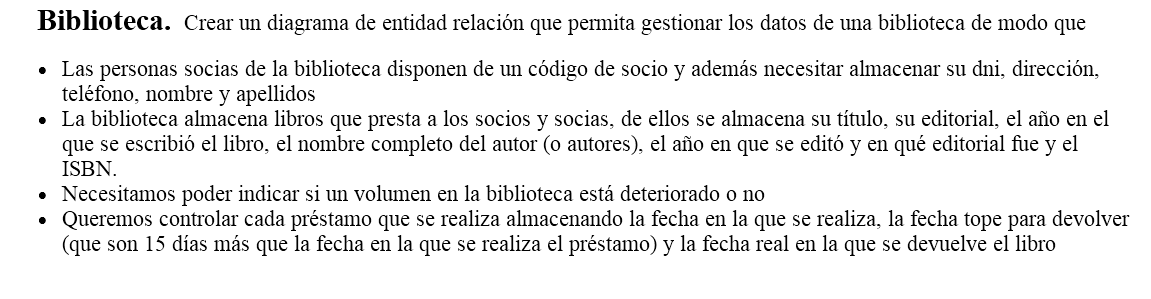 Biblioteca. Crear un diagrama de entidad relación que permita gestionar los datos de una biblioteca de modo que
• Las personas socias de la biblioteca disponen de un código de socio y además necesitar almacenar su dni, dirección,
teléfono, nombre y apellidos
• La biblioteca almacena libros que presta a los socios y socias, de ellos se almacena su título, su editorial, el año en el
que se escribió el libro, el nombre completo del autor (o autores), el año en que se editó y en qué editorial fue y el
ISBN.
• Necesitamos poder indicar si un volumen en la biblioteca está deteriorado o no
• Queremos controlar cada préstamo que se realiza almacenando la fecha en la que se realiza, la fecha tope para devolver
(que son 15 días más que la fecha en la que se realiza el préstamo) y la fecha real en la que se devuelve el libro